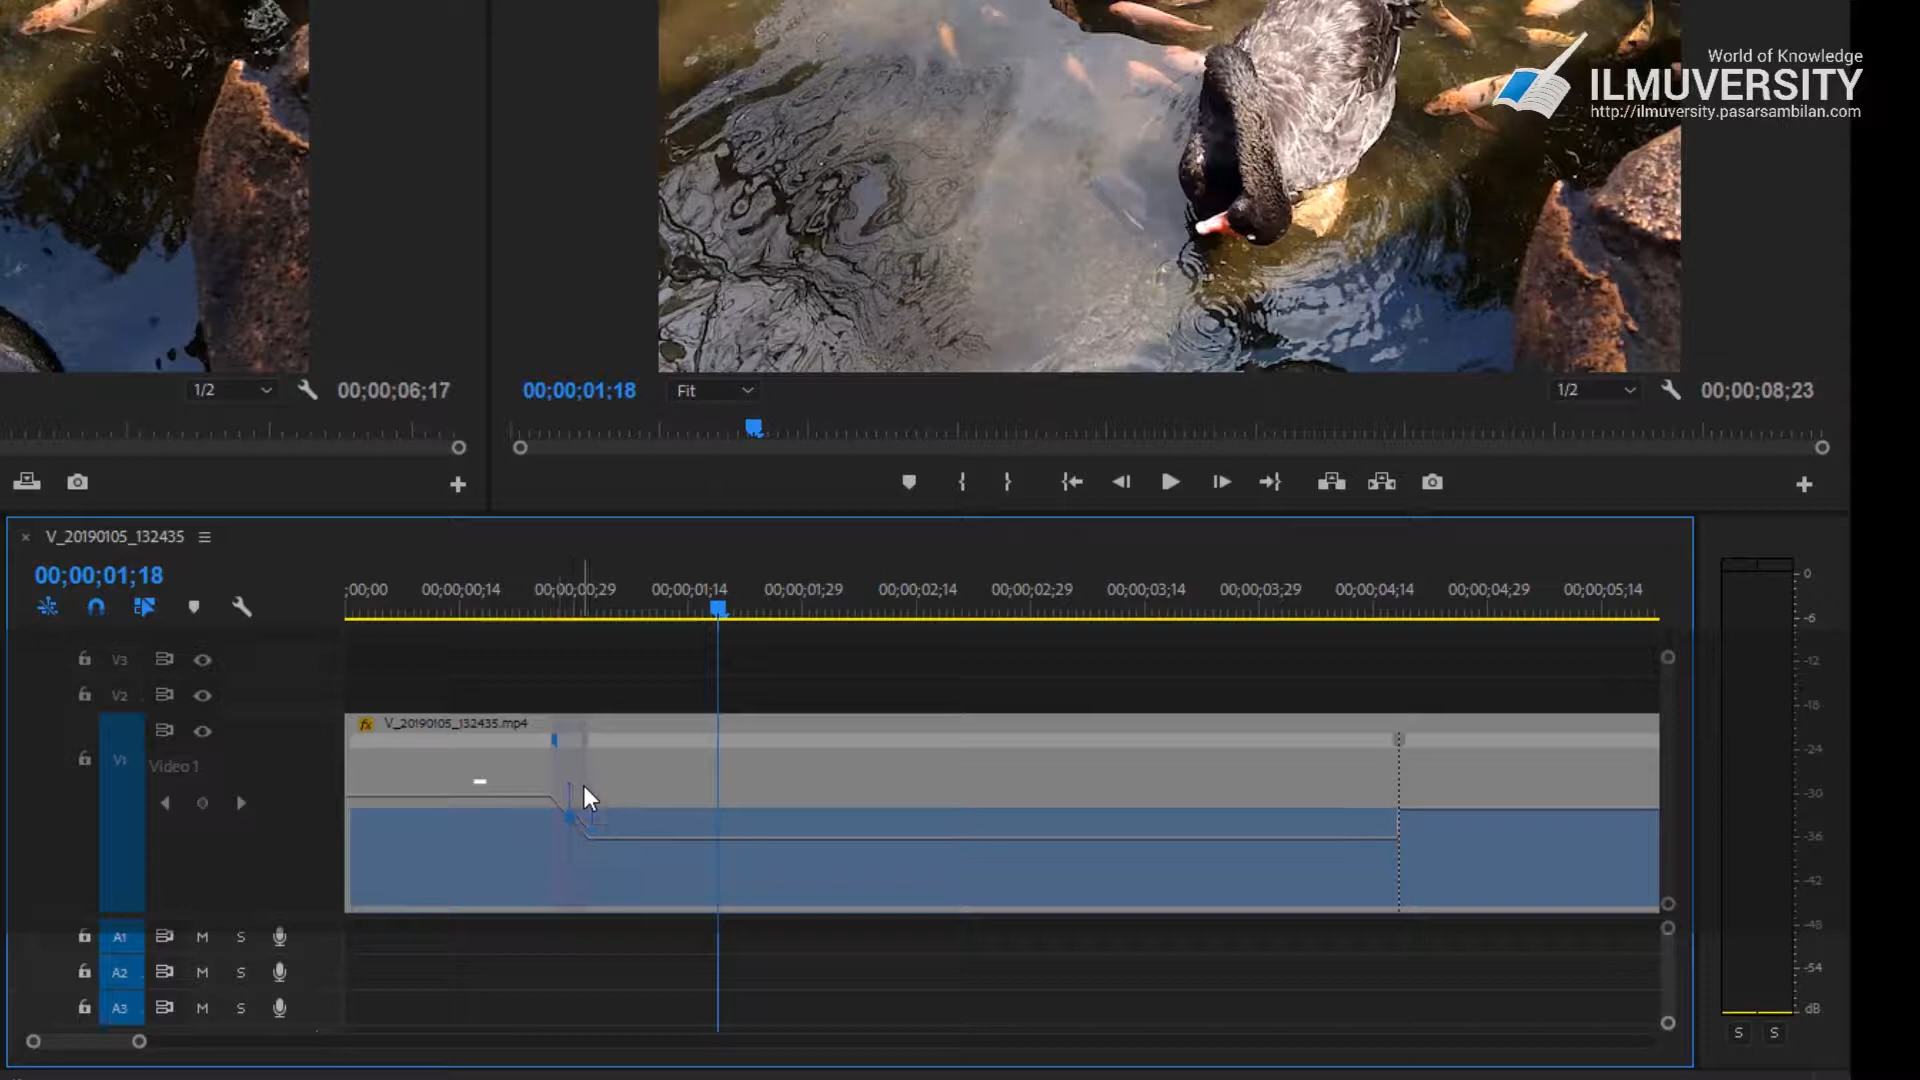 World of Knowledge
ILMUVERSITY
http://ilmuversity.pasarsambilan.com
1/2
00;00;06;17
00;00;01;18
Fit
1/2
00;00;08;23
V_20190105_132435
00;00;01;18
;00;00
00;00;00;14
00;00;00;29
00;00;01;14
00;00;01;29
00;00;02;14
00;00;02;29
00;00;03;14
00;00;03;29
00;00;04;14
00;00;04;29
00;00;05;14
V3
V2
fx V_20190105_132435.mp4
V1
Video 1
A1 M S
A2 M S
A3 M S
0
-6
-12
-18
-24
-30
-36
-42
-48
-54
dB
S S